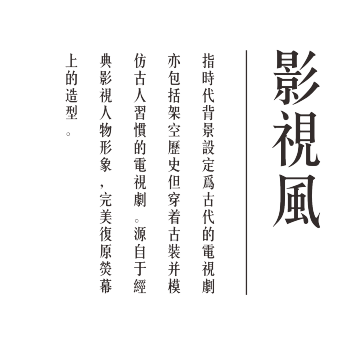 影視風
指時代背景設定爲古代的電視劇
亦包括架空歷史但穿着古裝并模
仿古人習慣的電視劇。源自于經
典影視人物形象，完美復原熒幕
上的造型。